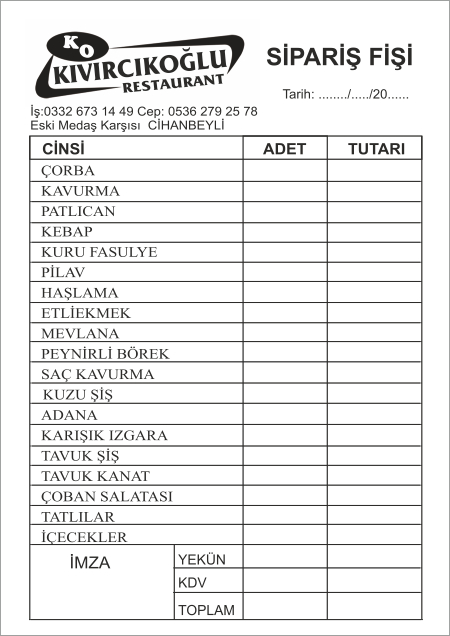 KO
KIVIRCIKOĞLU
RESTAURANT
SİPARİŞ FİŞİ
Tarih: ......../...../20......
İş:0332 673 14 49 Cep: 0536 279 25 78
Eski Medaş Karşısı CİHANBEYLİ
CİNSİ ADET TUTARI
ÇORBA
KAVURMA
PATLICAN
KEBAP
KURU FASULYE
PİLAV
HAŞLAMA
ETLİEKMEK
MEVLANA
PEYNİRLİ BÖREK
SAÇ KAVURMA
KUZU ŞİŞ
ADANA
KARIŞIK IZGARA
TAVUK ŞİŞ
TAVUK KANAT
ÇOBAN SALATASI
TATLILAR
İÇECEKLER
İMZA YEKÜN
KDV
TOPLAM